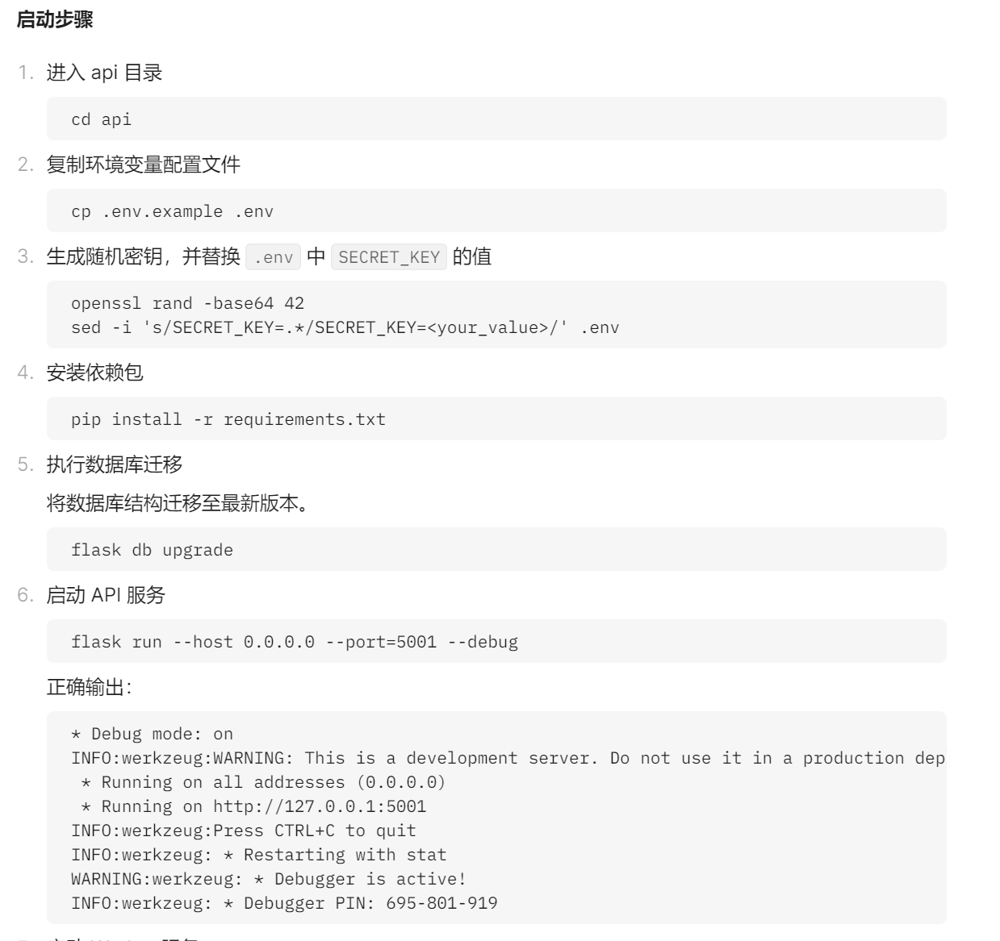 启动步骤
1. 进入 api 目录
cd api
2. 复制环境变量配置文件
cp .env.example .env
3. 生成随机密钥，并替换 .env 中 SECRET_KEY 的值
openssl rand -base64 42
sed -i 's/SECRET_KEY=.*/SECRET_KEY=<your_value>/' .env
4. 安装依赖包
pip install -r requirements.txt
5. 执行数据库迁移
将数据库结构迁移至最新版本。
flask db upgrade
6. 启动 API 服务
flask run --host 0.0.0.0 --port=5001 --debug
正确输出：
* Debug mode: on
INFO:werkzeug:WARNING: This is a development server. Do not use it in a production dep
* Running on all addresses (0.0.0.0)
* Running on http://127.0.0.1:5001
INFO:werkzeug:Press CTRL+C to quit
INFO:werkzeug: * Restarting with stat
WARNING:werkzeug: * Debugger is active!
INFO:werkzeug: * Debugger PIN: 695-801-919